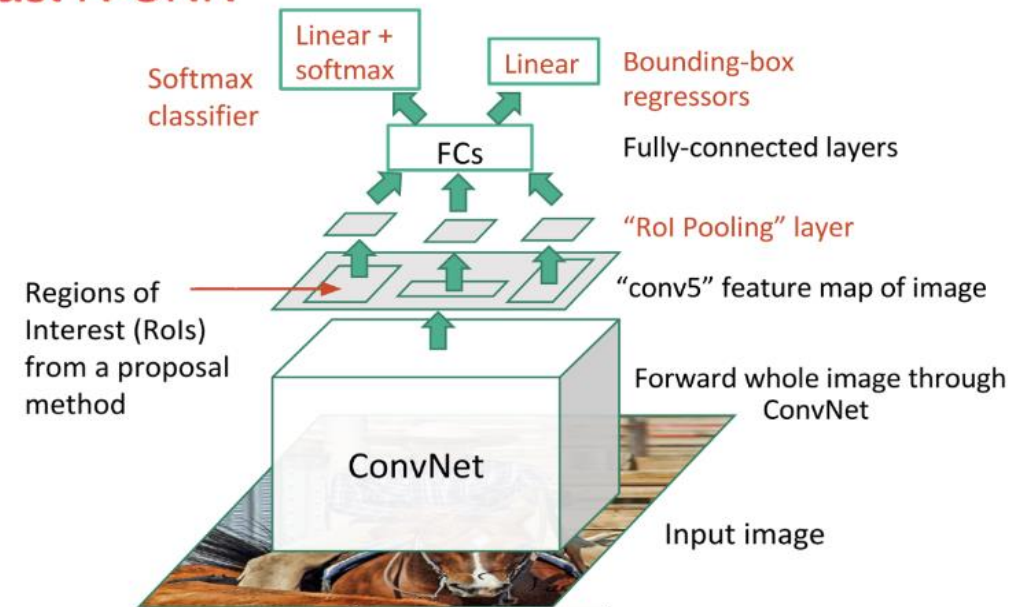 Linear +
softmax
Linear
Softmax
classifier
Bounding-box
regressors
FCs
Fully-connected layers
“RoI Pooling” layer
Regions of
Interest (RoIs)
from a proposal
method
“conv5” feature map of image
Forward whole image through
ConvNet
ConvNet
Input image